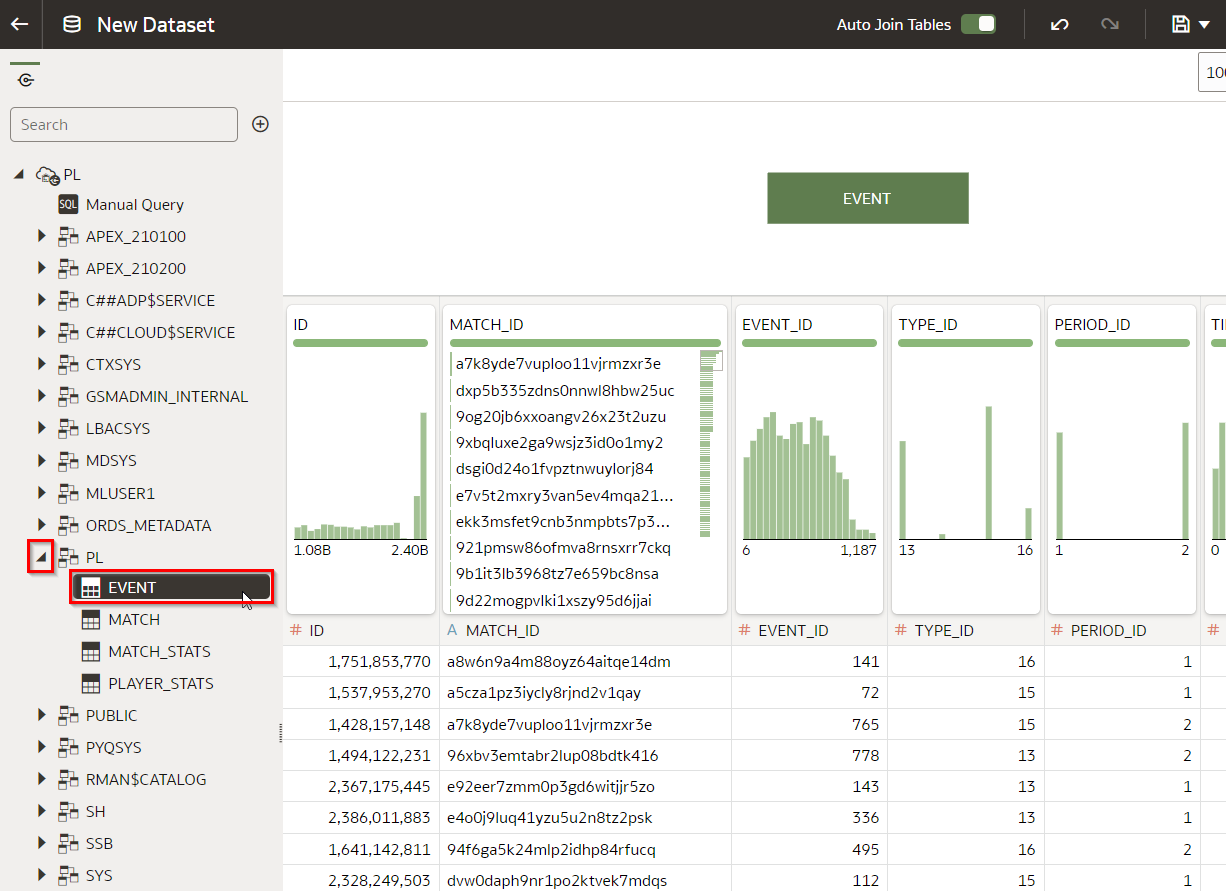 New Dataset
Auto Join Tables
Search
PL
SQL Manual Query
APEX_210100
APEX_210200
C##ADP$SERVICE
C##CLOUD$SERVICE
CTXSYS
GSMADMIN_INTERNAL
LBACSYS
MDSYS
MLUSER1
ORDS_METADATA
PL
EVENT
MATCH
MATCH_STATS
PLAYER_STATS
PUBLIC
PYQSYS
RMAN$CATALOG
SH
SSB
SYS
EVENT
ID
1.08B 2.40B
MATCH_ID
a7k8yde7vuploo11vjrmzxr3e
dxp5b335zdns0nnwl8hbw25uc
9og20jb6xxoangv26x23t2uzu
9xbqluxe2ga9wsjz3id0o1my2
dsgi0d24o1fvpztnwuylorj84
e7v5t2mxry3van5ev4mqa21...
ekk3msfet9cnb3nmpbts7p3...
921pmsw86ofmva8rnsxrr7ckq
9b1it3lb3968tz7e659bc8nsa
9d22mogpvlki1xszy95d6jjai
EVENT_ID
6 1,187
TYPE_ID
13 16
PERIOD_ID
1 2
0
# ID A MATCH_ID # EVENT_ID # TYPE_ID # PERIOD_ID #
1,751,853,770 a8w6n9a4m88oyz64aitqe14dm 141 16 1
1,537,953,270 a5cza1pz3iycly8rjnd2v1qay 72 15 1
1,428,157,148 a7k8yde7vuploo11vjrmzxr3e 765 15 2
1,494,122,231 96xbv3emtabr2lup08bdtk416 778 13 2
2,367,175,445 e92eer7zmm0p3gd6witjjr5zo 143 13 1
2,386,011,883 e4o0j9luq41yzu5u2n8tz2psk 336 13 1
1,641,142,811 94f6ga5k24mlp2idhp84rfucq 495 16 2
2,328,249,503 dvw0daph9nr1po2ktvek7mdqs 112 15 1